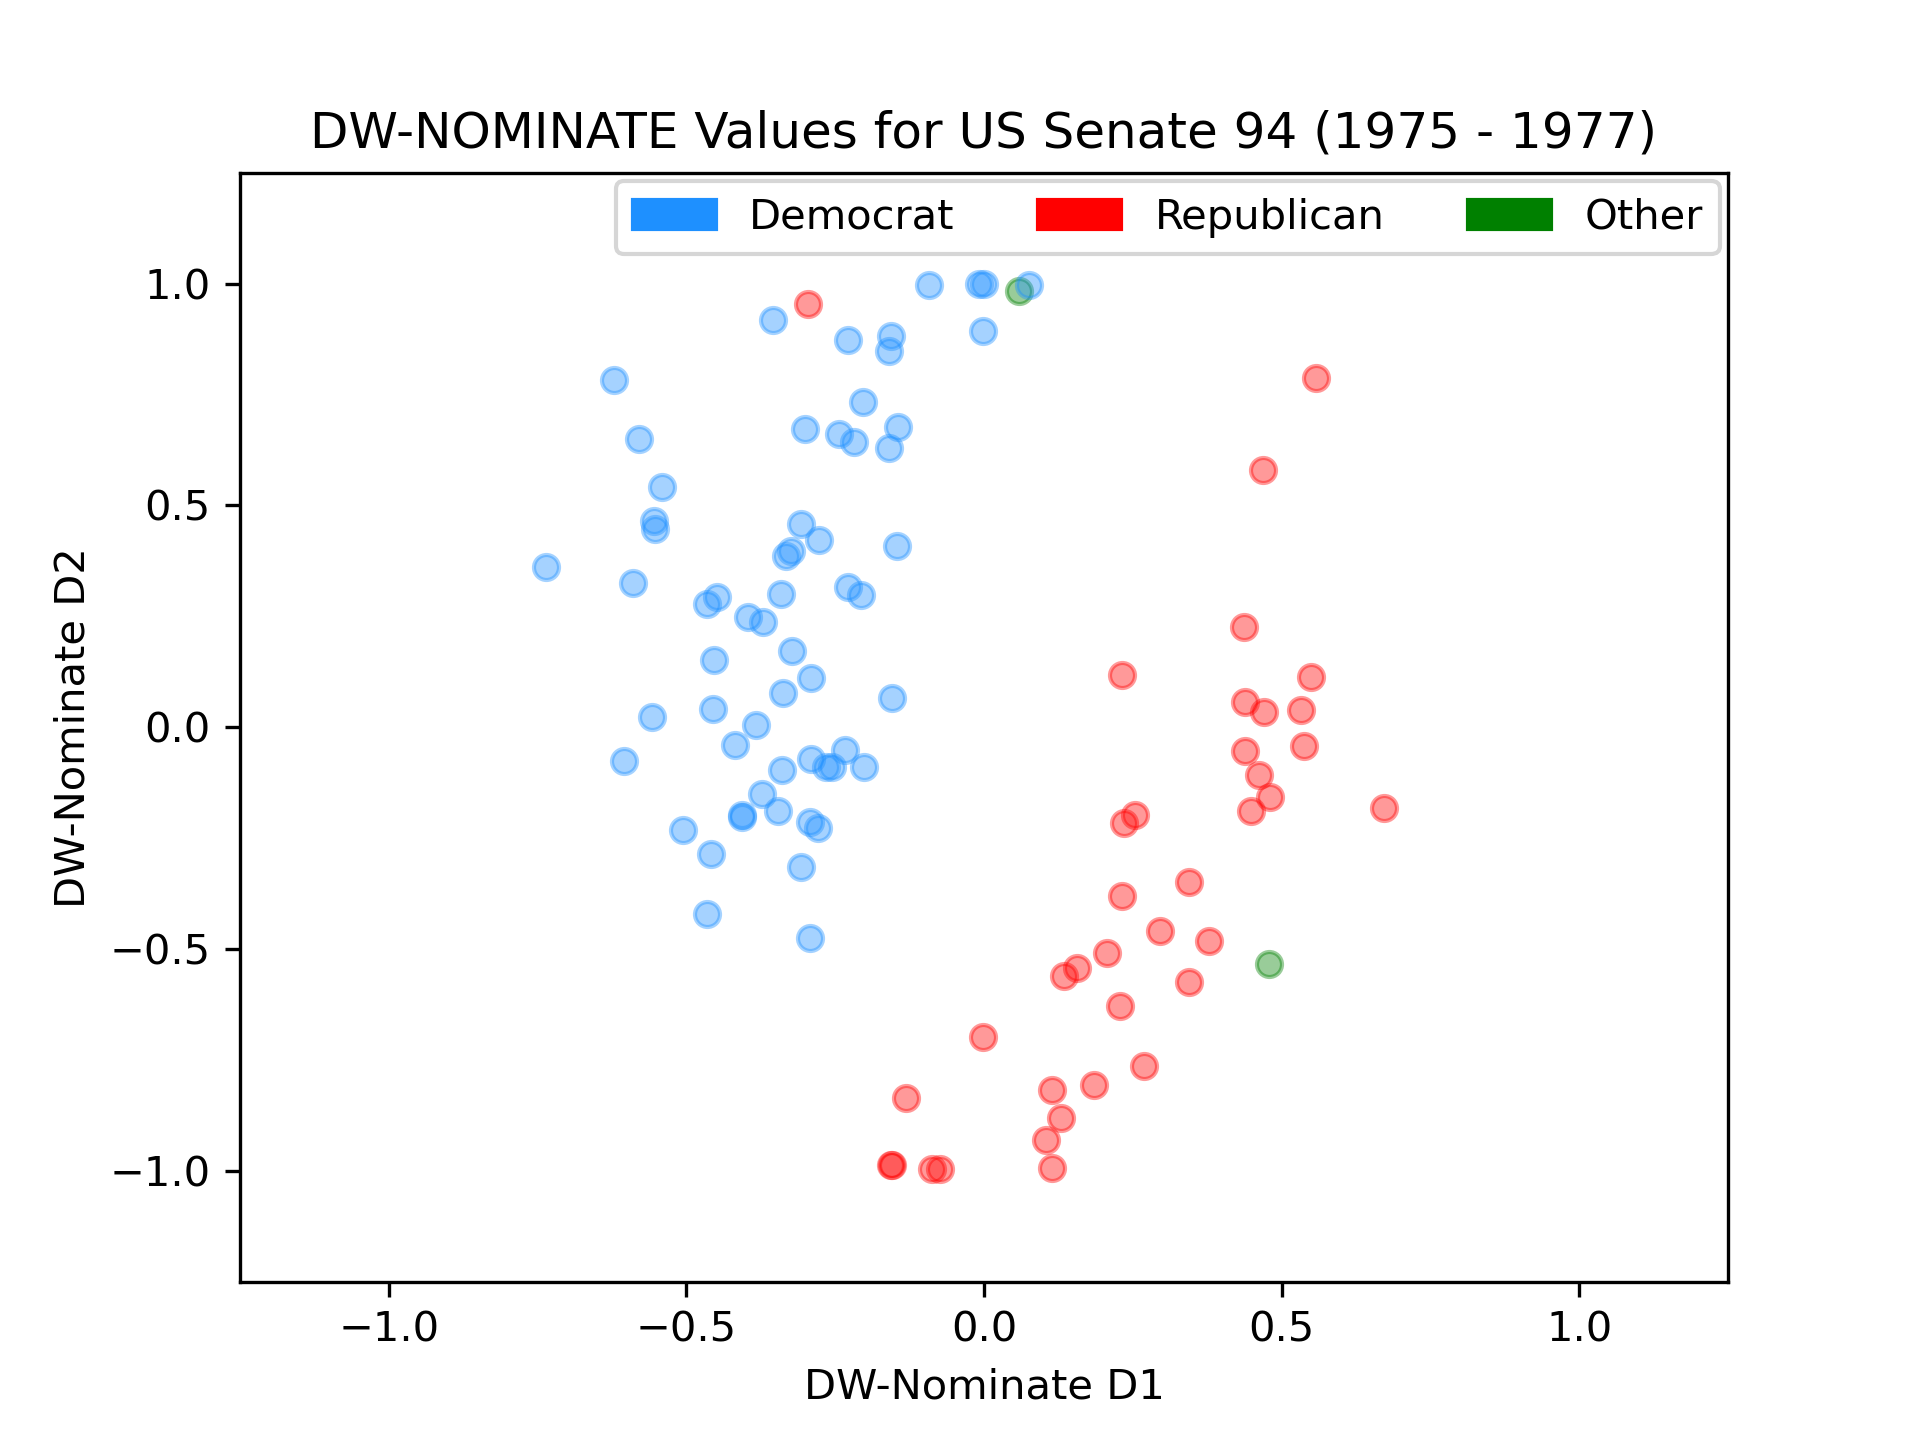 DW-NOMINATE Values for US Senate 94 (1975 - 1977)
Democrat Republican Other
1.0
0.5
0.0
−0.5
−1.0
DW-Nominate D2
−1.0 −0.5 0.0 0.5 1.0
DW-Nominate D1